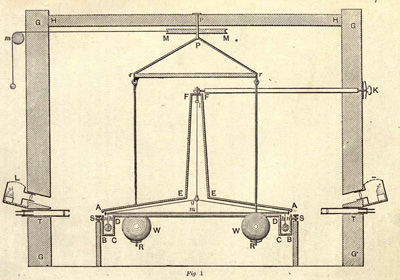 G H P H G
m M M
P
e r
F F K
l
L
E E
A g A
m
S n D D n S
T B C W W C B T
R R
G G
Fig. 1